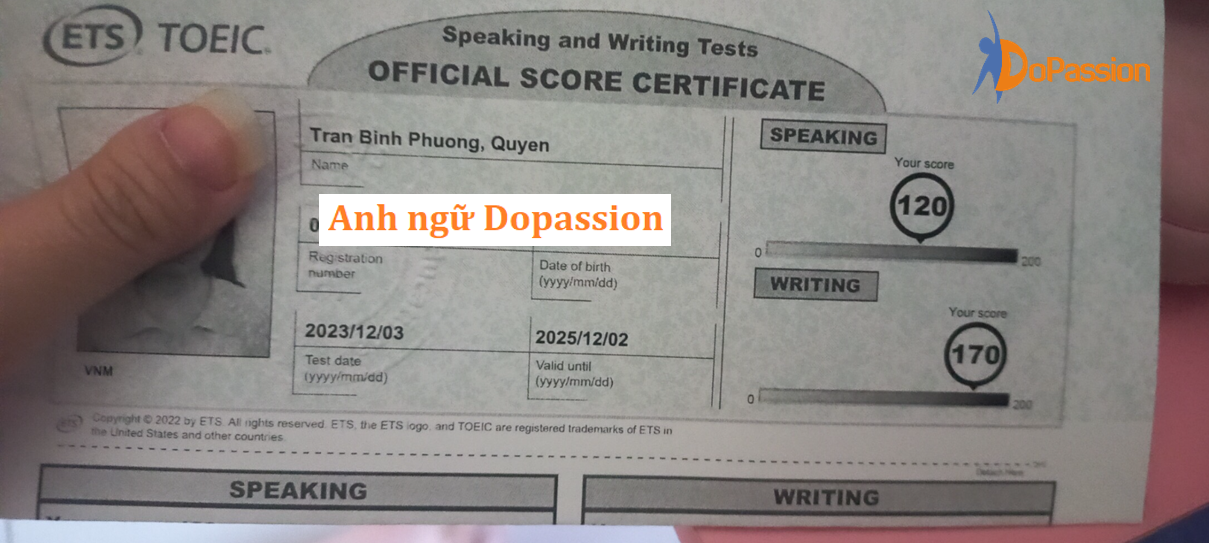 ETS TOEIC.
Speaking and Writing Tests
OFFICIAL SCORE CERTIFICATE
DoPassion
Tran Binh Phuong, Quyen
Name
0
Anh ngữ Dopassion
Registration
number
Date of birth
(yyyy/mm/dd)
2023/12/03
Test date
(yyyy/mm/dd)
2025/12/02
Valid until
(yyyy/mm/dd)
VNM
SPEAKING
Your score
120
0
200
WRITING
Your score
170
0
200
ETS
Copyright © 2022 by ETS. All rights reserved. ETS, the ETS logo, and TOEIC are registered trademarks of ETS in
the United States and other countries.
Detach Here
SPEAKING
WRITING